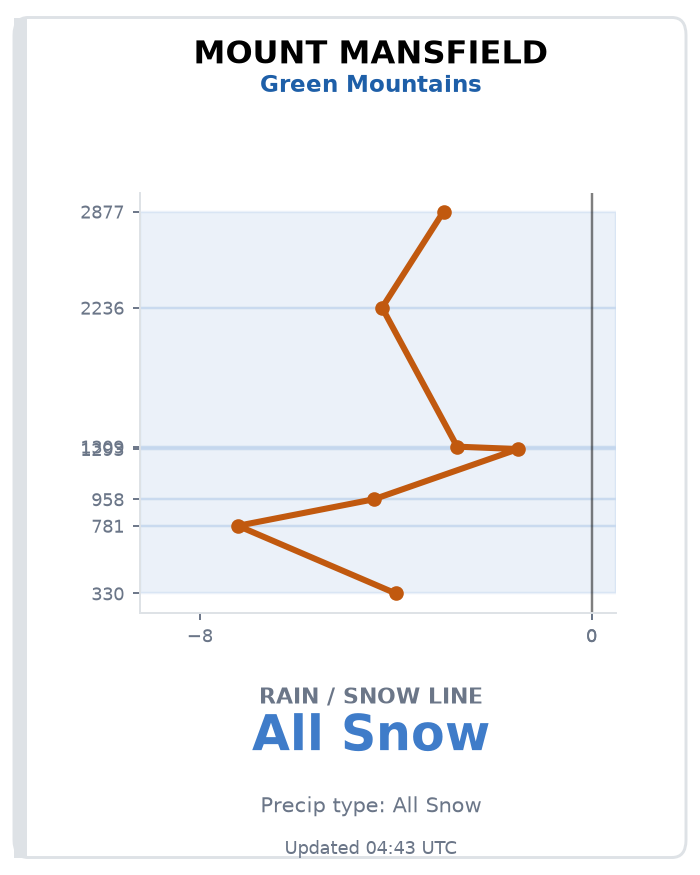 MOUNT MANSFIELD
Green Mountains
2877
2236
958
781
330
−8 0
RAIN / SNOW LINE
All Snow
Precip type: All Snow
Updated 04:43 UTC